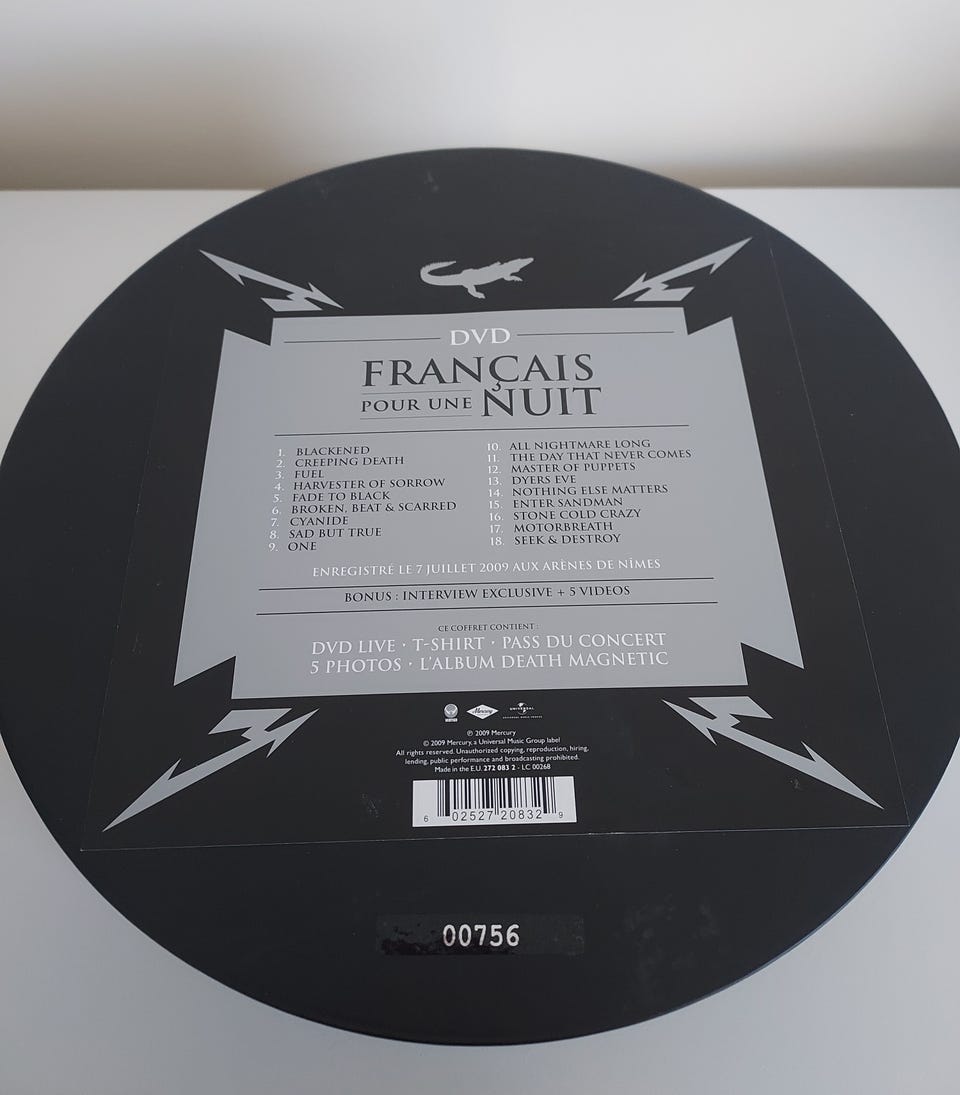 DVD
FRANÇAIS
POUR UNE NUIT
1. BLACKENED
2. CREEPING DEATH
3. FUEL
4. HARVESTER OF SORROW
5. FADE TO BLACK
6. BROKEN, BEAT & SCARRED
7. CYANIDE
8. SAD BUT TRUE
9. ONE
10. ALL NIGHTMARE LONG
11. THE DAY THAT NEVER COMES
12. MASTER OF PUPPETS
13. DYERS EVE
14. NOTHING ELSE MATTERS
15. ENTER SANDMAN
16. STONE COLD CRAZY
17. MOTORBREATH
18. SEEK & DESTROY
ENREGISTRÉ LE 7 JUILLET 2009 AUX ARÈNES DE NÎMES
BONUS : INTERVIEW EXCLUSIVE + 5 VIDEOS
CE COFFRET CONTIENT :
DVD LIVE · T-SHIRT · PASS DU CONCERT
5 PHOTOS · L'ALBUM DEATH MAGNETIC
Mercury UNIVERSAL
℗ 2009 Mercury
© 2009 Mercury, a Universal Music Group label
All rights reserved. Unauthorized copying, reproduction, hiring,
lending, public performance and broadcasting prohibited.
Made in the E.U. 272 083 2 - LC 00268
6 02527 20832 9
00756